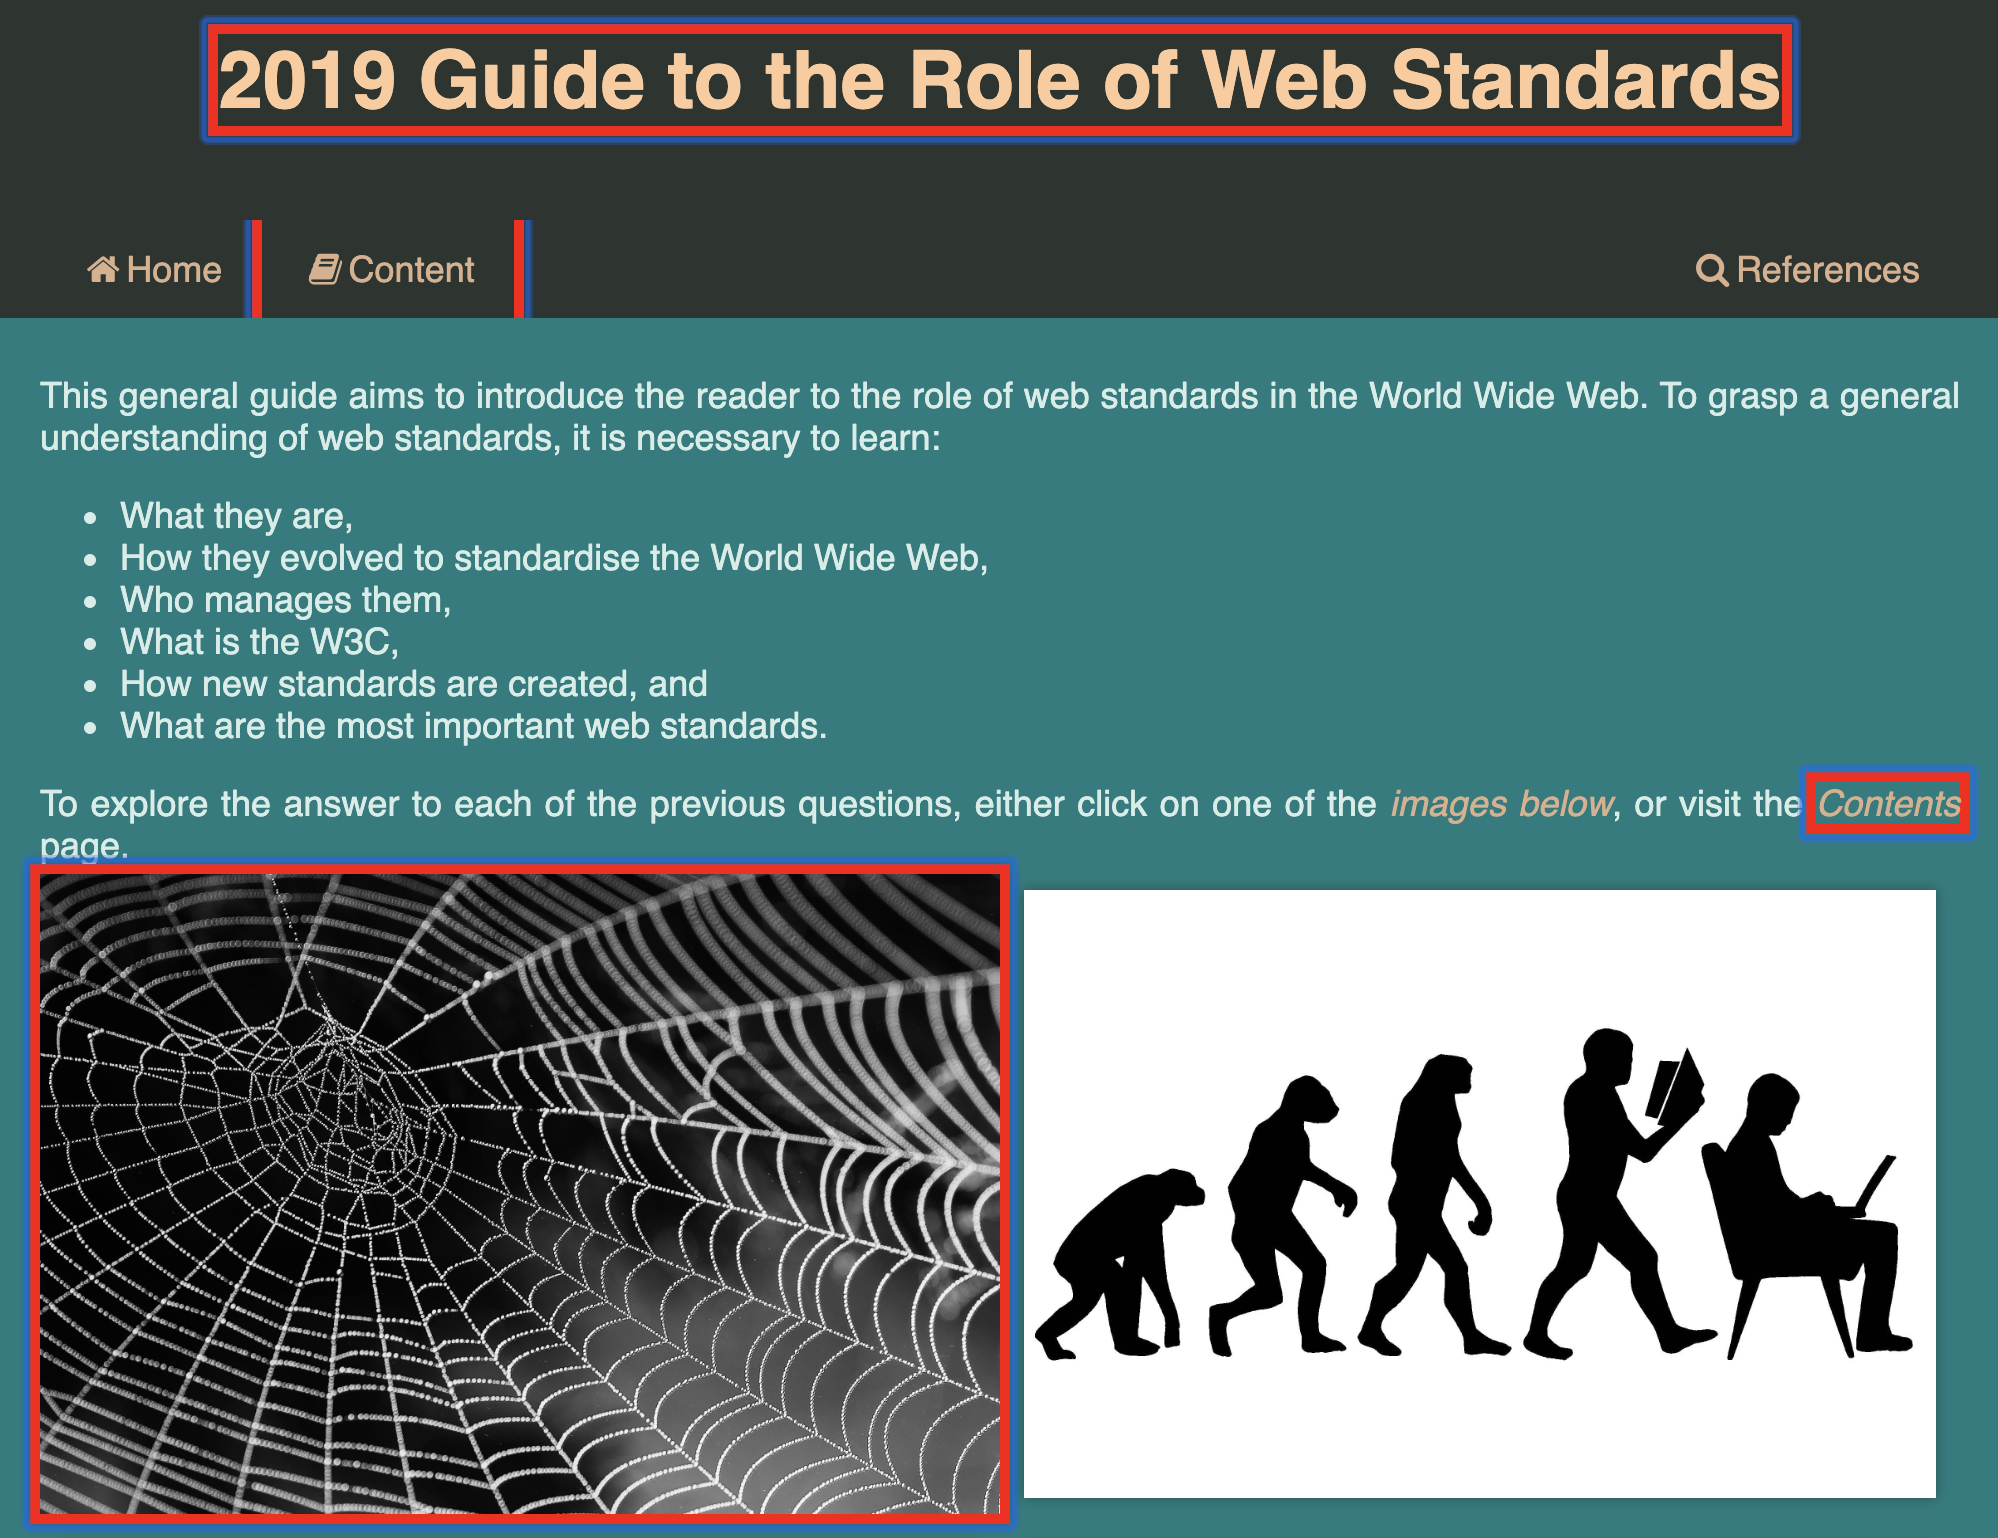 2019 Guide to the Role of Web Standards
Home Content References
This general guide aims to introduce the reader to the role of web standards in the World Wide Web. To grasp a general
understanding of web standards, it is necessary to learn:
• What they are,
• How they evolved to standardise the World Wide Web,
• Who manages them,
• What is the W3C,
• How new standards are created, and
• What are the most important web standards.
To explore the answer to each of the previous questions, either click on one of the images below, or visit the Contents
page.